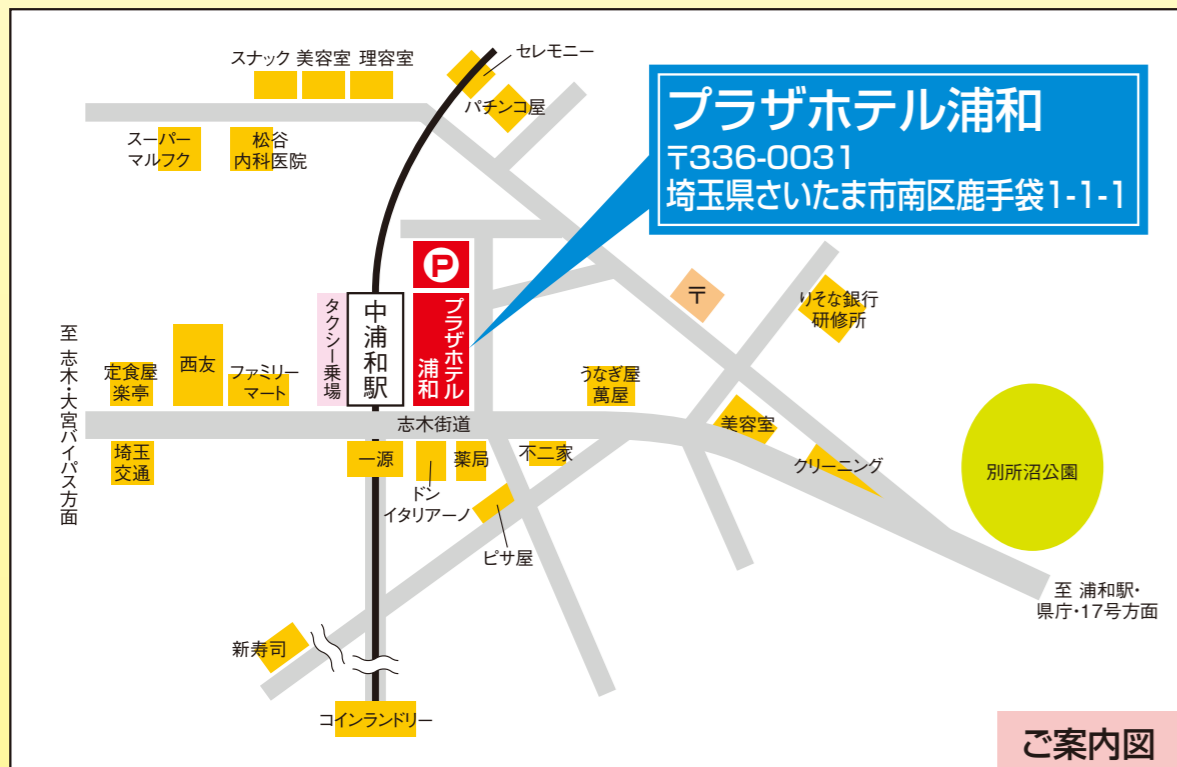 スナック
美容室
理容室
セレモニー
パチンコ屋
スーパー
マルフク
松谷
内科医院
プラザホテル浦和
〒336-0031
埼玉県さいたま市南区鹿手袋1-1-1
P
プラザホテル
浦和
中浦和駅
タクシー乗場
〒
りそな銀行
研修所
至 志木・大宮バイパス方面
定食屋
楽亭
西友
ファミリー
マート
うなぎ屋
萬屋
志木街道
美容室
埼玉
交通
一源
ドン
イタリアーノ
薬局
不二家
クリーニング
別所沼公園
ピサ屋
至 浦和駅・
県庁・17号方面
新寿司
コインランドリー
ご案内図